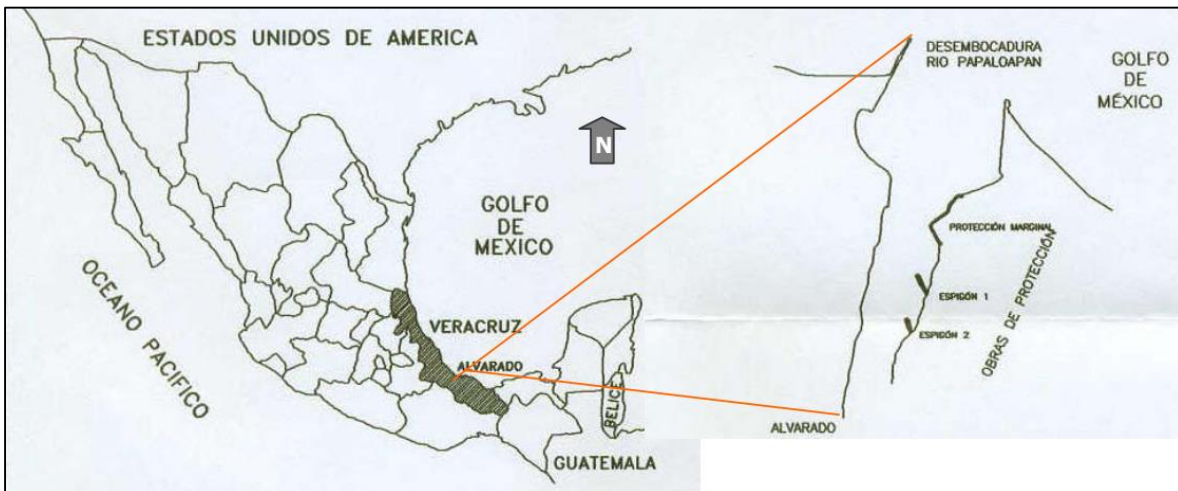 ESTADOS UNIDOS DE AMERICA
N
GOLFO
DE
MEXICO
OCEANO PACIFICO
VERACRUZ
ALVARADO
BELICE
GUATEMALA
DESEMBOCADURA
RIO PAPALOAPAN
GOLFO
DE
MÉXICO
PROTECCIÓN MARGINAL
ESPIGÓN 1
ESPIGÓN 2
OBRAS DE PROTECCIÓN
ALVARADO